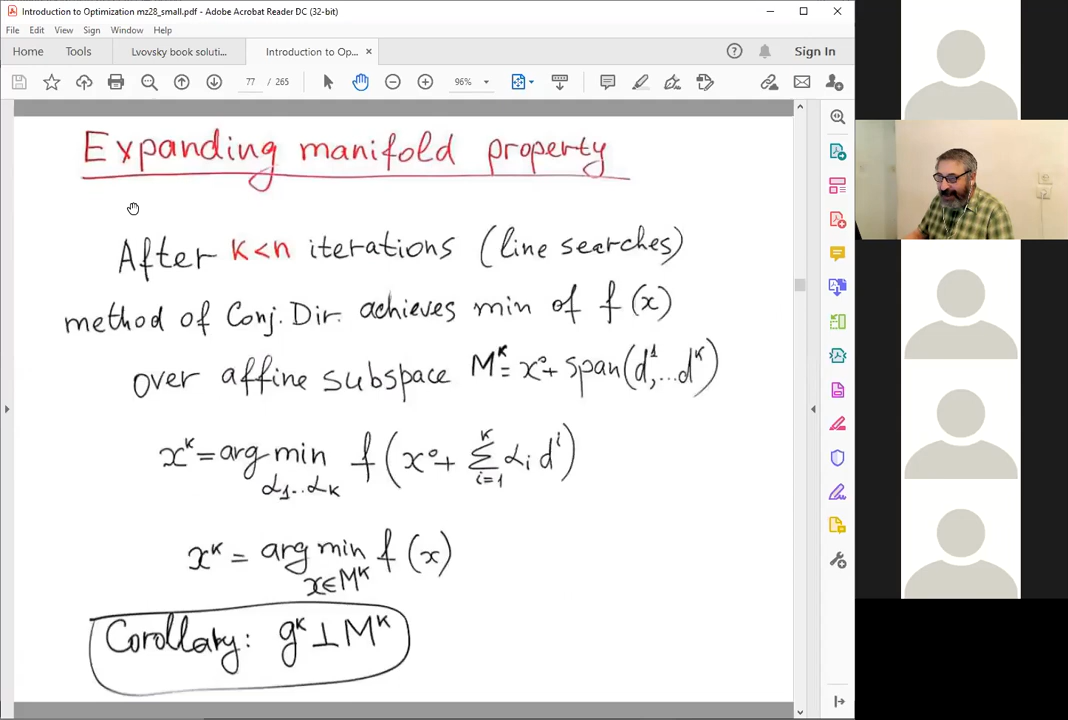 Introduction to Optimization mz28_small.pdf - Adobe Acrobat Reader DC (32-bit)
File Edit View Window Help
Home Tools Lvovsky book soluti... Introduction to Op... × Sign In
77 / 265 96%
Expanding manifold property
After K<n iterations (line searches)
method of Conj. Dir. achieves min of f(x)
over affine subspace Mᵏ = x⁰ + span(d¹, ... dᵏ)
xᵏ = arg min f(x⁰ + Σ αᵢ dⁱ)
α₁...αₖ i=1 K
xᵏ = arg min f(x)
x∈Mᵏ
Corollary: gᵏ ⊥ Mᵏ